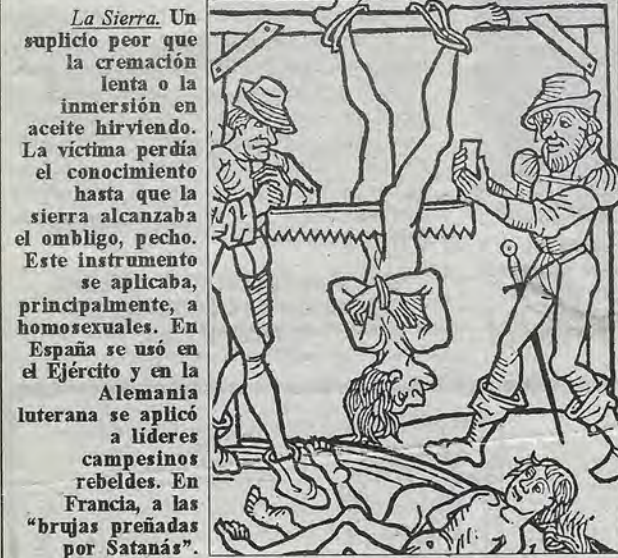 La Sierra. Un
suplicio peor que
la cremación
lenta o la
inmersión en
aceite hirviendo.
La víctima perdía
el conocimiento
hasta que la
sierra alcanzaba
el ombligo, pecho.
Este instrumento
se aplicaba,
principalmente, a
homosexuales. En
España se usó en
el Ejército y en la
Alemania
luterana se aplicó
a líderes
campesinos
rebeldes. En
Francia, a las
“brujas preñadas
por Satanás”.